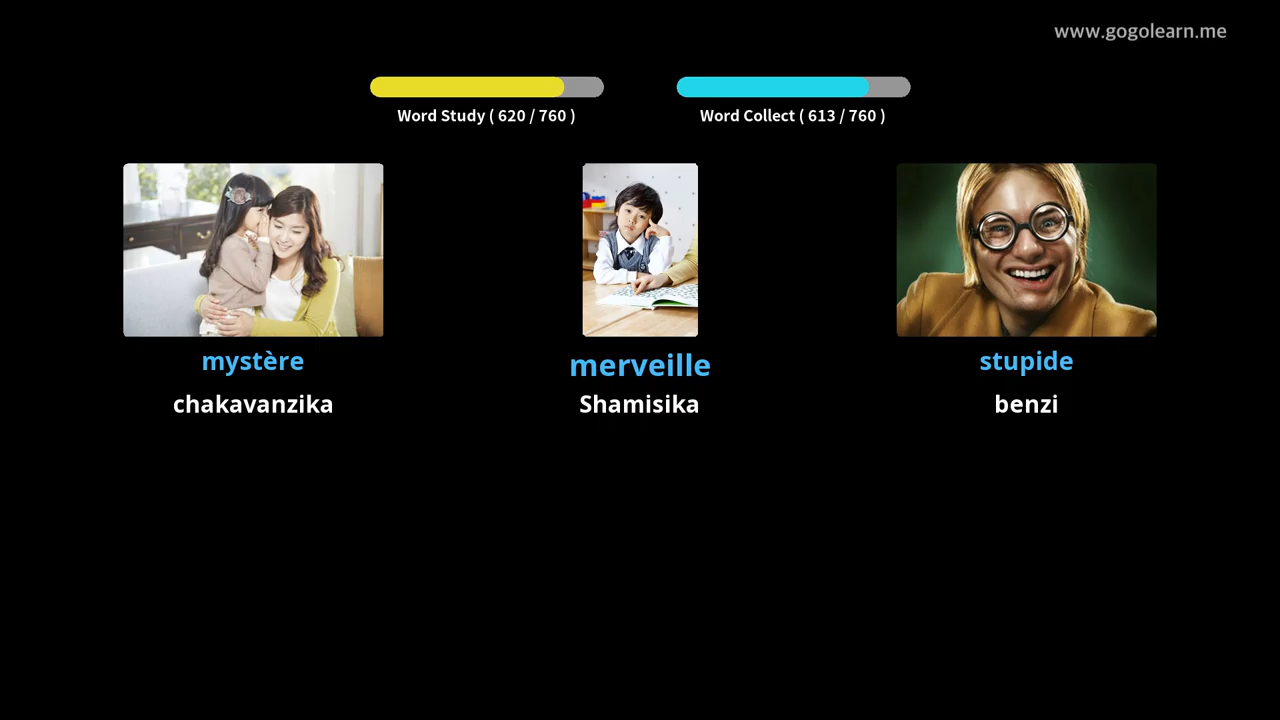 www.gogolearn.me
Word Study ( 620 / 760 )
Word Collect ( 613 / 760 )
mystère
chakavanzika
merveille
Shamisika
stupide
benzi